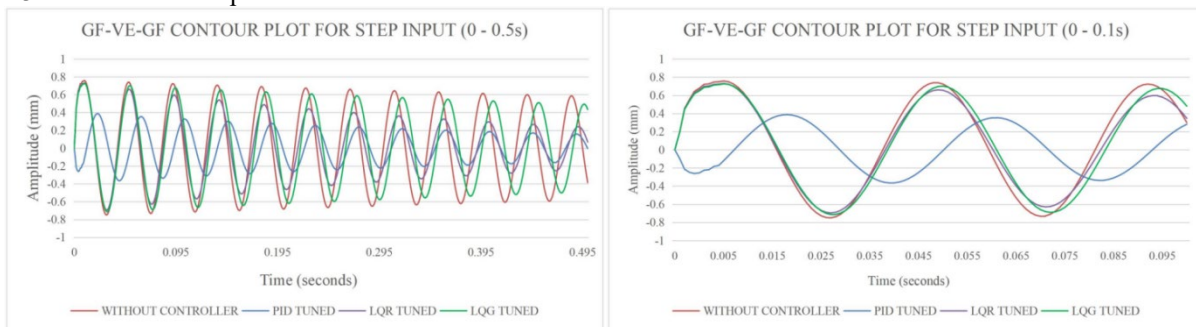 GF-VE-GF CONTOUR PLOT FOR STEP INPUT (0 - 0.5s)
1
0.8
0.6
0.4
0.2
0
-0.2
-0.4
-0.6
-0.8
-1
Amplitude (mm)
0 0.095 0.195 0.295 0.395 0.495
Time (seconds)
WITHOUT CONTROLLER PID TUNED LQR TUNED LQG TUNED
GF-VE-GF CONTOUR PLOT FOR STEP INPUT (0 - 0.1s)
1
0.8
0.6
0.4
0.2
0
-0.2
-0.4
-0.6
-0.8
-1
Amplitude (mm)
0 0.005 0.015 0.025 0.035 0.045 0.055 0.065 0.075 0.085 0.095
Time (seconds)
WITHOUT CONTROLLER PID TUNED LQR TUNED LQG TUNED